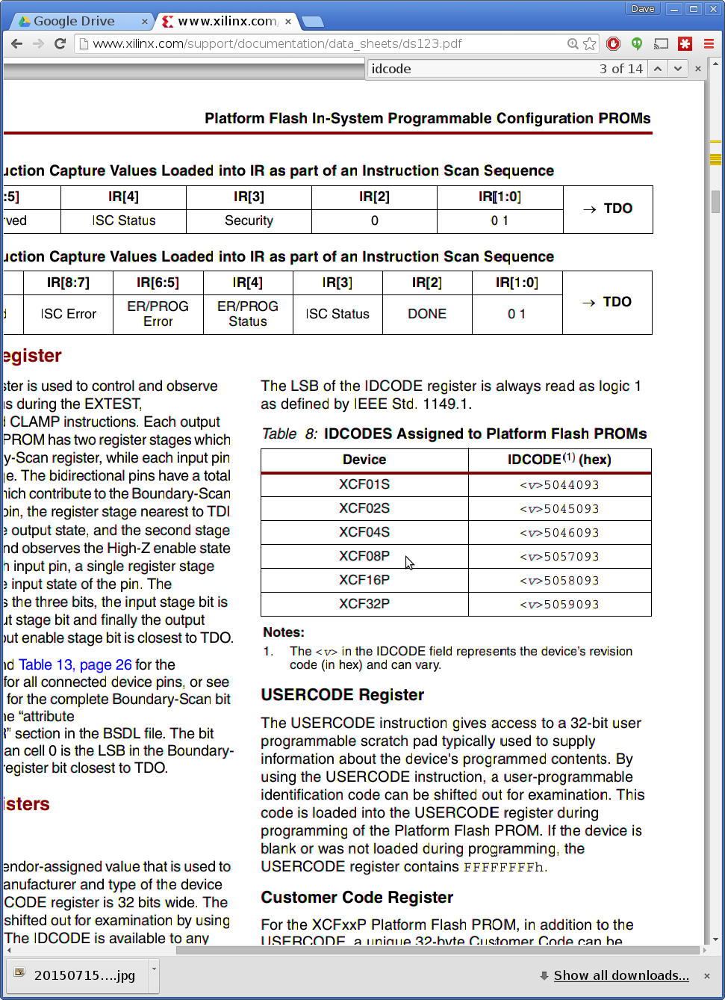 Dave
Google Drive
www.xilinx.com
www.xilinx.com/support/documentation/data_sheets/ds123.pdf
idcode
3 of 14
Platform Flash In-System Programmable Configuration PROMs
uction Capture Values Loaded into IR as part of an Instruction Scan Sequence
:5] IR[4] IR[3] IR[2] IR[1:0] → TDO
rved ISC Status Security 0 0 1
uction Capture Values Loaded into IR as part of an Instruction Scan Sequence
IR[8:7] IR[6:5] IR[4] IR[3] IR[2] IR[1:0] → TDO
d ISC Error ER/PROG Error ER/PROG Status ISC Status DONE 0 1
egister
ster is used to control and observe
ns during the EXTEST,
d CLAMP instructions. Each output
PROM has two register stages which
y-Scan register, while each input pin
ge. The bidirectional pins have a total
hich contribute to the Boundary-Scan
pin, the register stage nearest to TDI
e output state, and the second stage
nd observes the High-Z enable state
h input pin, a single register stage
e input state of the pin. The
s the three bits, the input stage bit is
ut stage bit and finally the output
put enable stage bit is closest to TDO.
nd Table 13, page 26 for the
for all connected device pins, or see
for the complete Boundary-Scan bit
he “attribute
R” section in the BSDL file. The bit
an cell 0 is the LSB in the Boundary-
register bit closest to TDO.
isters
endor-assigned value that is used to
anufacturer and type of the device
CODE register is 32 bits wide. The
shifted out for examination by using
The IDCODE is available to any
The LSB of the IDCODE register is always read as logic 1
as defined by IEEE Std. 1149.1.
Table 8: IDCODES Assigned to Platform Flash PROMs
Device IDCODE(1) (hex)
XCF01S <v>5044093
XCF02S <v>5045093
XCF04S <v>5046093
XCF08P <v>5057093
XCF16P <v>5058093
XCF32P <v>5059093
Notes:
1. The <v> in the IDCODE field represents the device's revision
code (in hex) and can vary.
USERCODE Register
The USERCODE instruction gives access to a 32-bit user
programmable scratch pad typically used to supply
information about the device's programmed contents. By
using the USERCODE instruction, a user-programmable
identification code can be shifted out for examination. This
code is loaded into the USERCODE register during
programming of the Platform Flash PROM. If the device is
blank or was not loaded during programming, the
USERCODE register contains FFFFFFFFh.
Customer Code Register
For the XCFxxP Platform Flash PROM, in addition to the
USERCODE, a unique 32-byte Customer Code can be
20150715....jpg
Show all downloads...